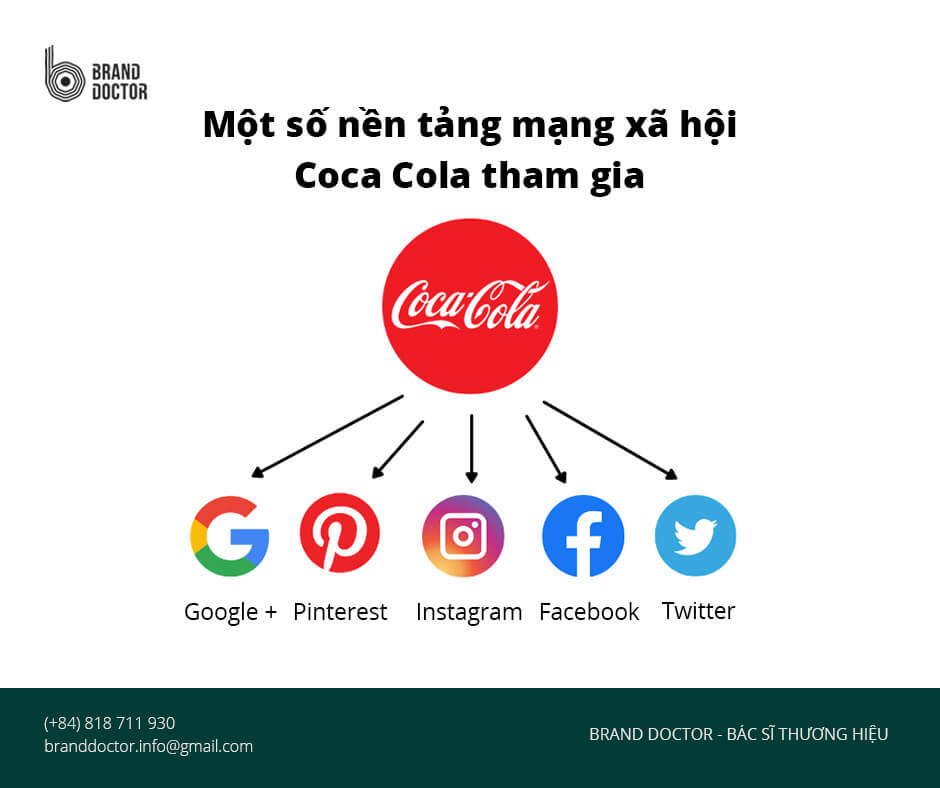 BRAND
DOCTOR
Một số nền tảng mạng xã hội
Coca Cola tham gia
Coca-Cola
Google +
Pinterest
Instagram
Facebook
Twitter
(+84) 818 711 930
branddoctor.info@gmail.com
BRAND DOCTOR - BÁC SĨ THƯƠNG HIỆU